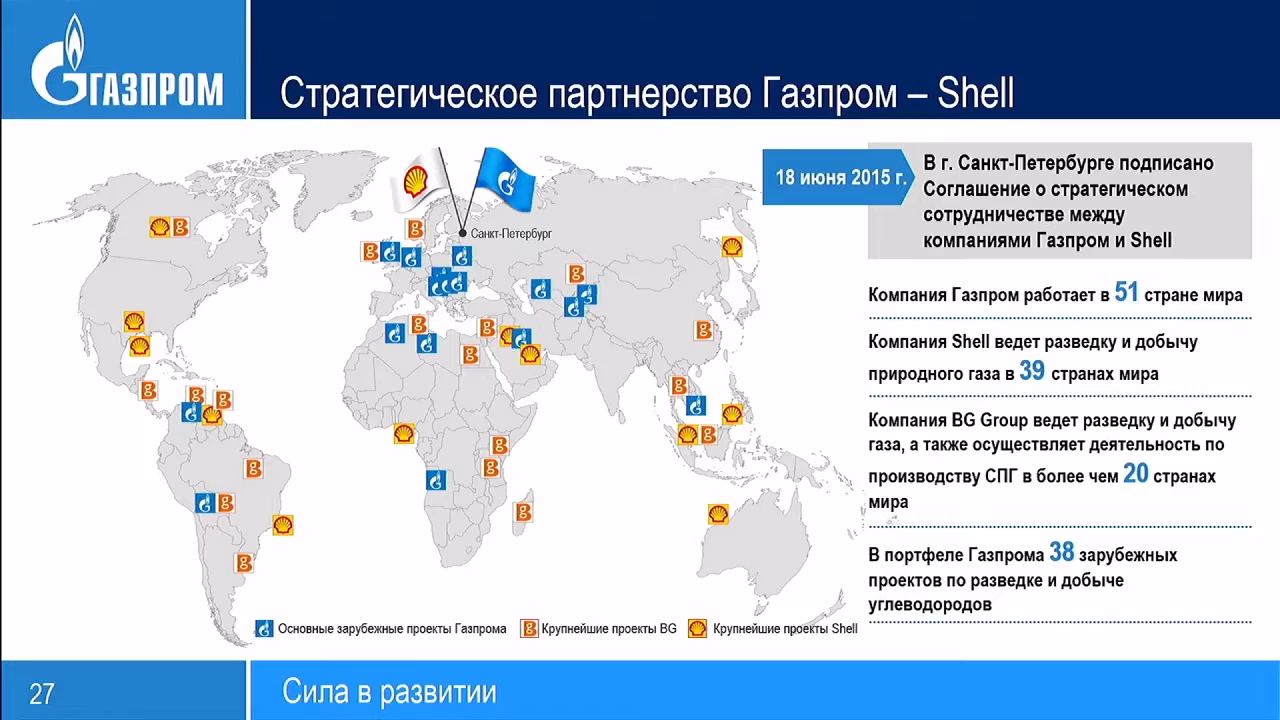 ГАЗПРОМ
Стратегическое партнерство Газпром – Shell
Санкт-Петербург
18 июня 2015 г.
В г. Санкт-Петербурге подписано
Соглашение о стратегическом
сотрудничестве между
компаниями Газпром и Shell
Компания Газпром работает в 51 стране мира
Компания Shell ведет разведку и добычу
природного газа в 39 странах мира
Компания BG Group ведет разведку и добычу
газа, а также осуществляет деятельность по
производству СПГ в более чем 20 странах
мира
В портфеле Газпрома 38 зарубежных
проектов по разведке и добыче
углеводородов
Основные зарубежные проекты Газпрома
Крупнейшие проекты BG
Крупнейшие проекты Shell
27
Сила в развитии